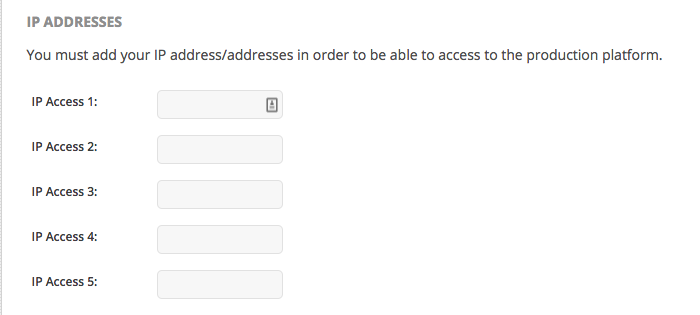 IP ADDRESSES
You must add your IP address/addresses in order to be able to access to the production platform.
IP Access 1:
IP Access 2:
IP Access 3:
IP Access 4:
IP Access 5: